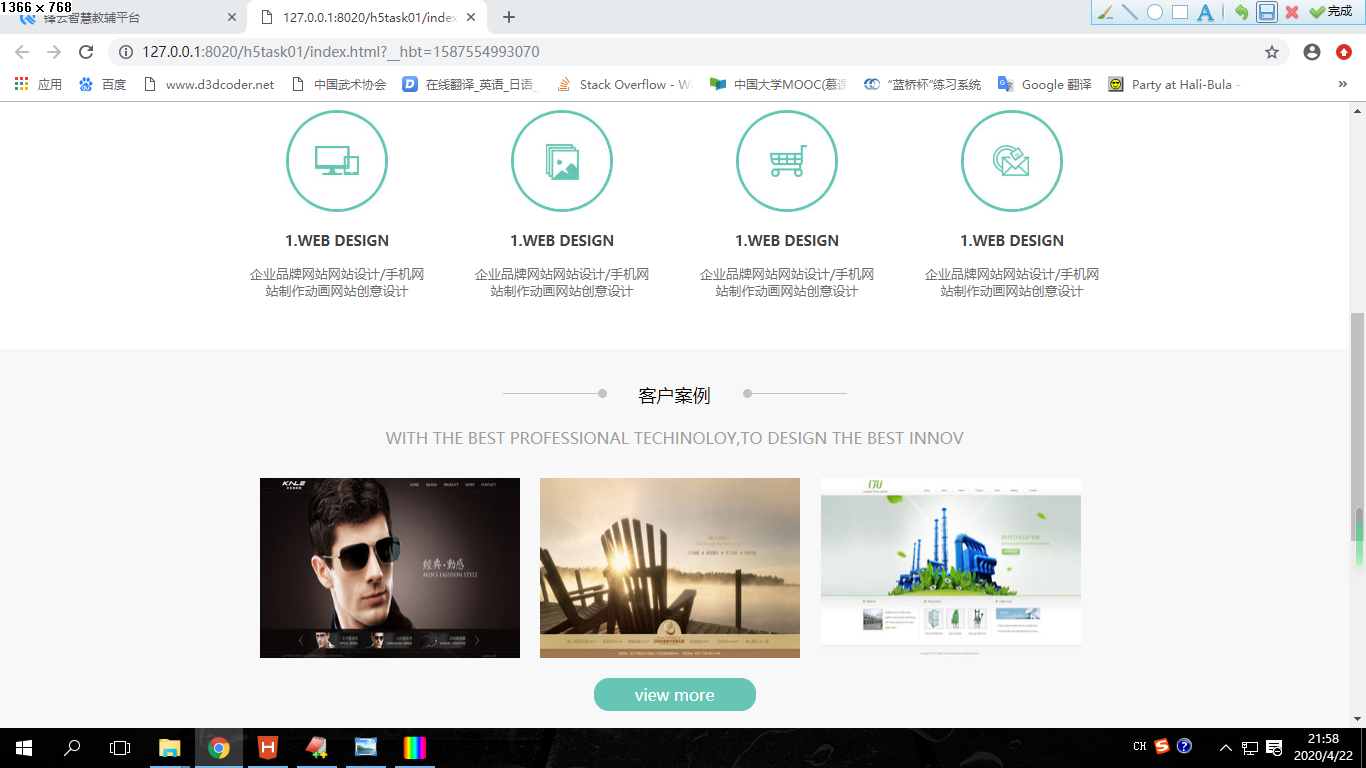 1366 × 768
锋云智慧教辅平台
127.0.0.1:8020/h5task01/index
完成
127.0.0.1:8020/h5task01/index.html?__hbt=1587554993070
应用 百度 www.d3dcoder.net 中国武术协会 在线翻译_英语_日语_ Stack Overflow - W 中国大学MOOC(慕课 “蓝桥杯”练习系统 Google 翻译 Party at Hali-Bula -
1.WEB DESIGN 1.WEB DESIGN 1.WEB DESIGN 1.WEB DESIGN
企业品牌网站网站设计/手机网 企业品牌网站网站设计/手机网 企业品牌网站网站设计/手机网 企业品牌网站网站设计/手机网
站制作动画网站创意设计 站制作动画网站创意设计 站制作动画网站创意设计 站制作动画网站创意设计
客户案例
WITH THE BEST PROFESSIONAL TECHINOLOY,TO DESIGN THE BEST INNOV
KNLE
HOME BRAND PRODUCT NEWS CONTACT
經典·動感
MEN'S FASHION STYLE
view more
CH
21:58
2020/4/22